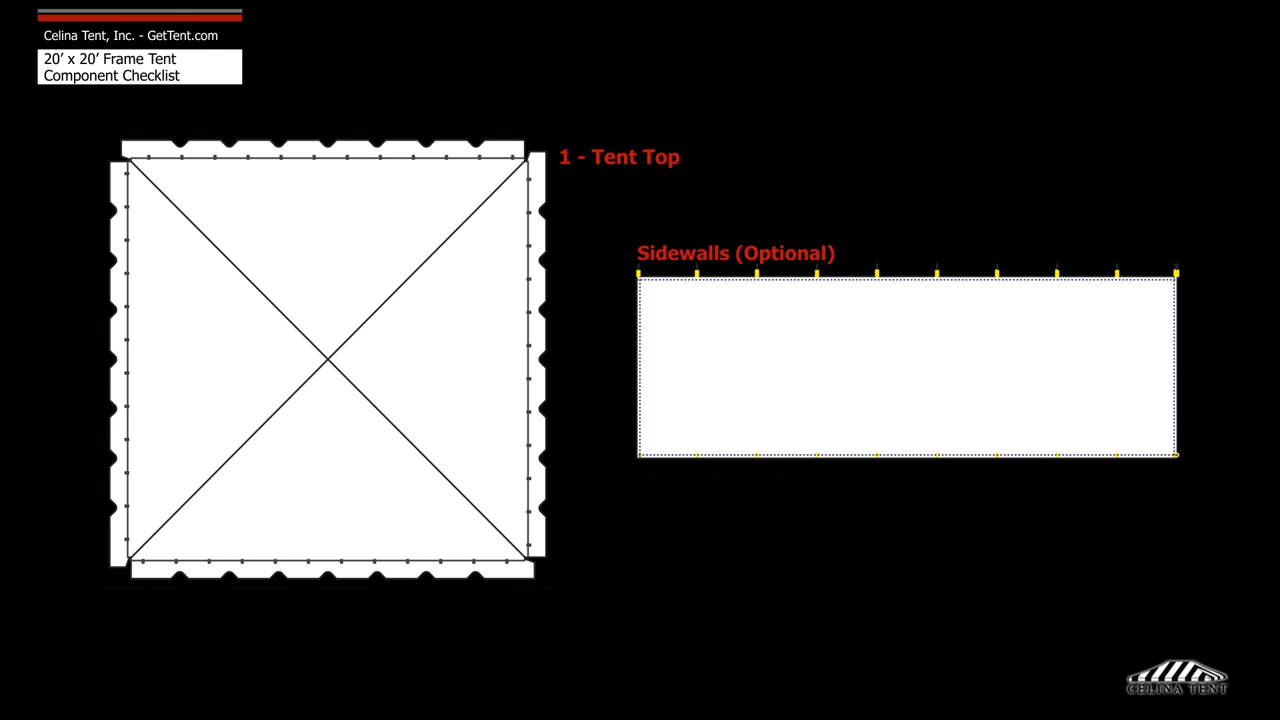 Celina Tent, Inc. - GetTent.com
20’ x 20’ Frame Tent
Component Checklist
1 - Tent Top
Sidewalls (Optional)
CELINA TENT